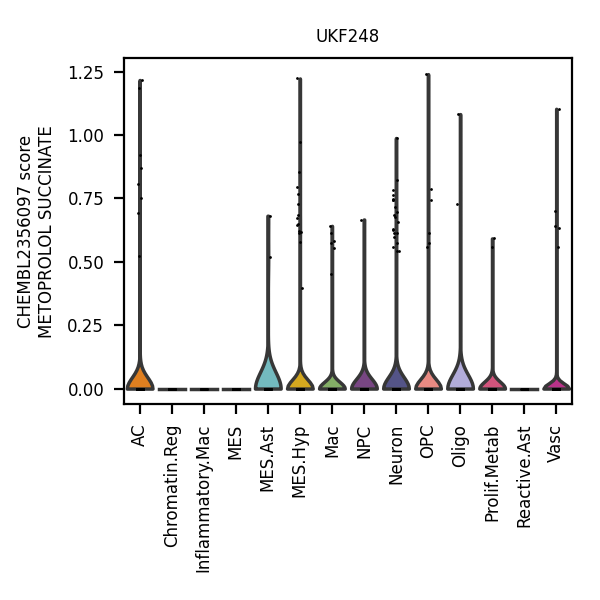 UKF248
CHEMBL2356097 score
METOPROLOL SUCCINATE
1.25
1.00
0.75
0.50
0.25
0.00
AC
Chromatin.Reg
Inflammatory.Mac
MES
MES.Ast
MES.Hyp
Mac
NPC
Neuron
OPC
Oligo
Prolif.Metab
Reactive.Ast
Vasc